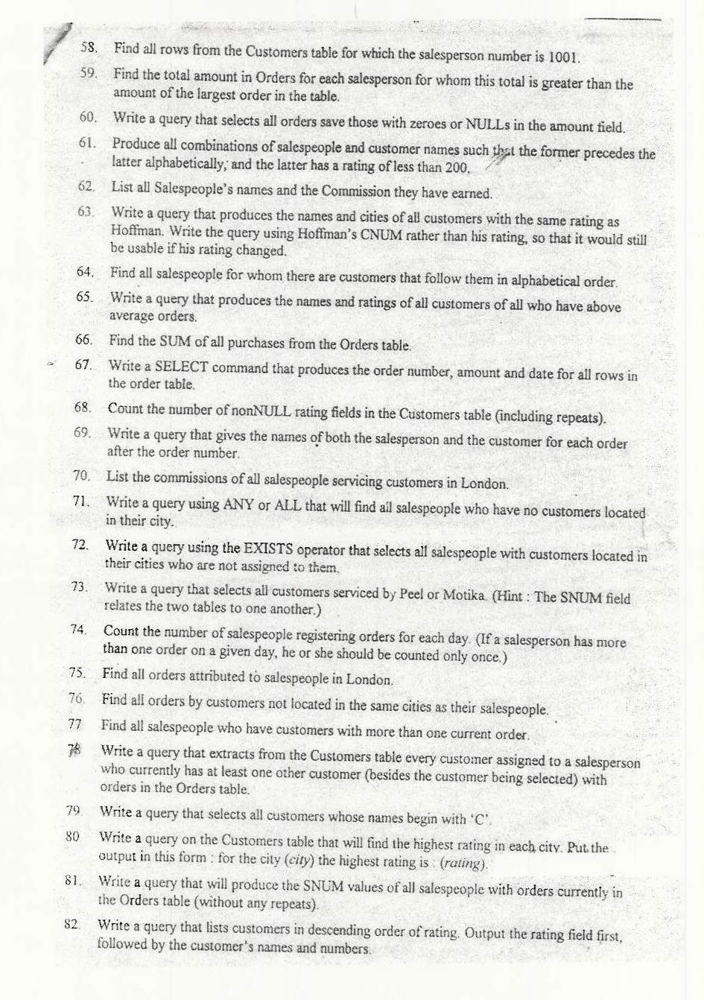 58. Find all rows from the Customers table for which the salesperson number is 1001.
59. Find the total amount in Orders for each salesperson for whom this total is greater than the
amount of the largest order in the table.
60. Write a query that selects all orders save those with zeroes or NULLs in the amount field.
61. Produce all combinations of salespeople and customer names such that the former precedes the
latter alphabetically, and the latter has a rating of less than 200.
62. List all Salespeople's names and the Commission they have earned.
63. Write a query that produces the names and cities of all customers with the same rating as
Hoffman. Write the query using Hoffman's CNUM rather than his rating, so that it would still
be usable if his rating changed.
64. Find all salespeople for whom there are customers that follow them in alphabetical order.
65. Write a query that produces the names and ratings of all customers of all who have above
average orders.
66. Find the SUM of all purchases from the Orders table.
67. Write a SELECT command that produces the order number, amount and date for all rows in
the order table.
68. Count the number of nonNULL rating fields in the Customers table (including repeats).
69. Write a query that gives the names of both the salesperson and the customer for each order
after the order number.
70. List the commissions of all salespeople servicing customers in London.
71. Write a query using ANY or ALL that will find all salespeople who have no customers located
in their city.
72. Write a query using the EXISTS operator that selects all salespeople with customers located in
their cities who are not assigned to them.
73. Write a query that selects all customers serviced by Peel or Motika. (Hint : The SNUM field
relates the two tables to one another.)
74. Count the number of salespeople registering orders for each day. (If a salesperson has more
than one order on a given day, he or she should be counted only once.)
75. Find all orders attributed to salespeople in London.
76. Find all orders by customers not located in the same cities as their salespeople.
77 Find all salespeople who have customers with more than one current order.
78 Write a query that extracts from the Customers table every customer assigned to a salesperson
who currently has at least one other customer (besides the customer being selected) with
orders in the Orders table.
79 Write a query that selects all customers whose names begin with 'C'.
80 Write a query on the Customers table that will find the highest rating in each city. Put the
output in this form : for the city (city) the highest rating is : (rating).
81. Write a query that will produce the SNUM values of all salespeople with orders currently in
the Orders table (without any repeats).
82. Write a query that lists customers in descending order of rating. Output the rating field first,
followed by the customer's names and numbers.